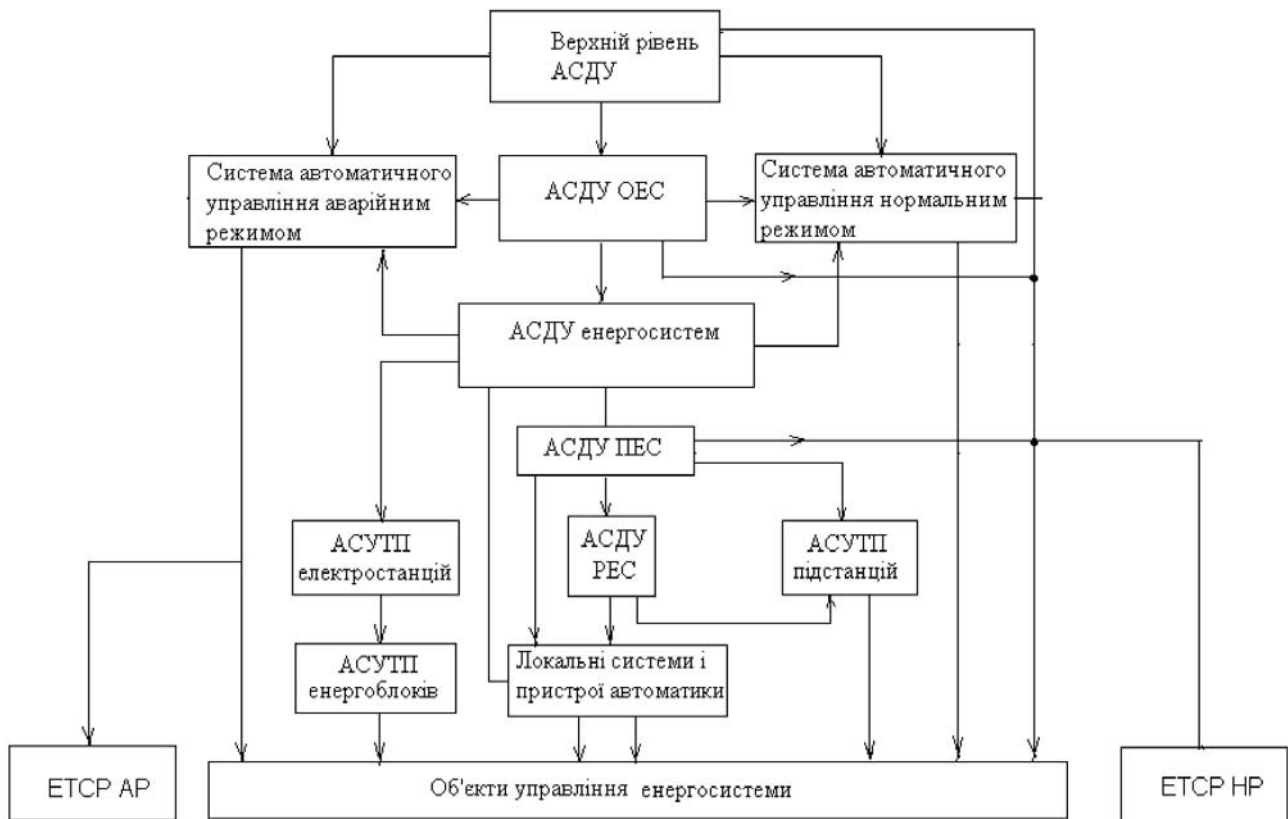 Верхній рівень
АСДУ
Система автоматичного
управління аварійним
режимом
АСДУ ОЕС
Система автоматичного
управління нормальним
режимом
АСДУ енергосистем
АСДУ ПЕС
АСУТП
електростанцій
АСДУ
РЕС
АСУТП
підстанцій
АСУТП
енергоблоків
Локальні системи і
пристрої автоматики
ЕТСР АР
Об'єкти управління енергосистеми
ЕТСР НР